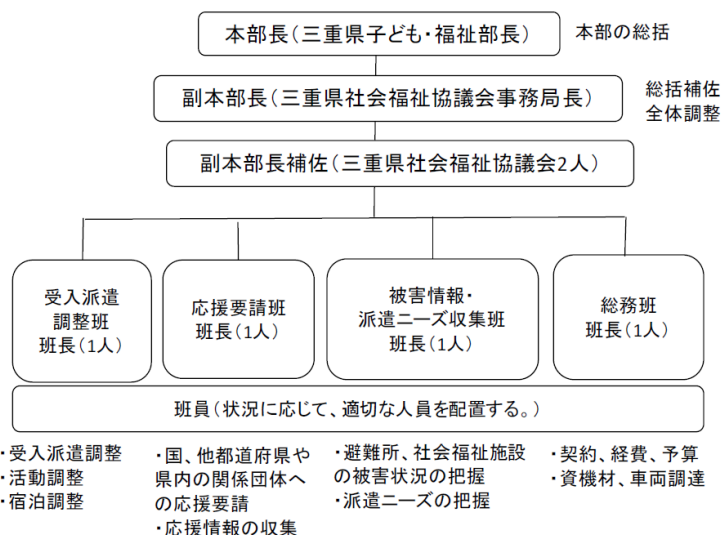 本部長(三重県子ども・福祉部長)
本部の総括
副本部長(三重県社会福祉協議会事務局長)
総括補佐
全体調整
副本部長補佐(三重県社会福祉協議会2人)
受入派遣
調整班
班長(1人)
応援要請班
班長(1人)
被害情報・
派遣ニーズ収集班
班長(1人)
総務班
班長(1人)
班員(状況に応じて、適切な人員を配置する。)
・受入派遣調整
・活動調整
・宿泊調整
・国、他都道府県や
県内の関係団体へ
の応援要請
・応援情報の収集
・避難所、社会福祉施設
の被害状況の把握
・派遣ニーズの把握
・契約、経費、予算
・資機材、車両調達